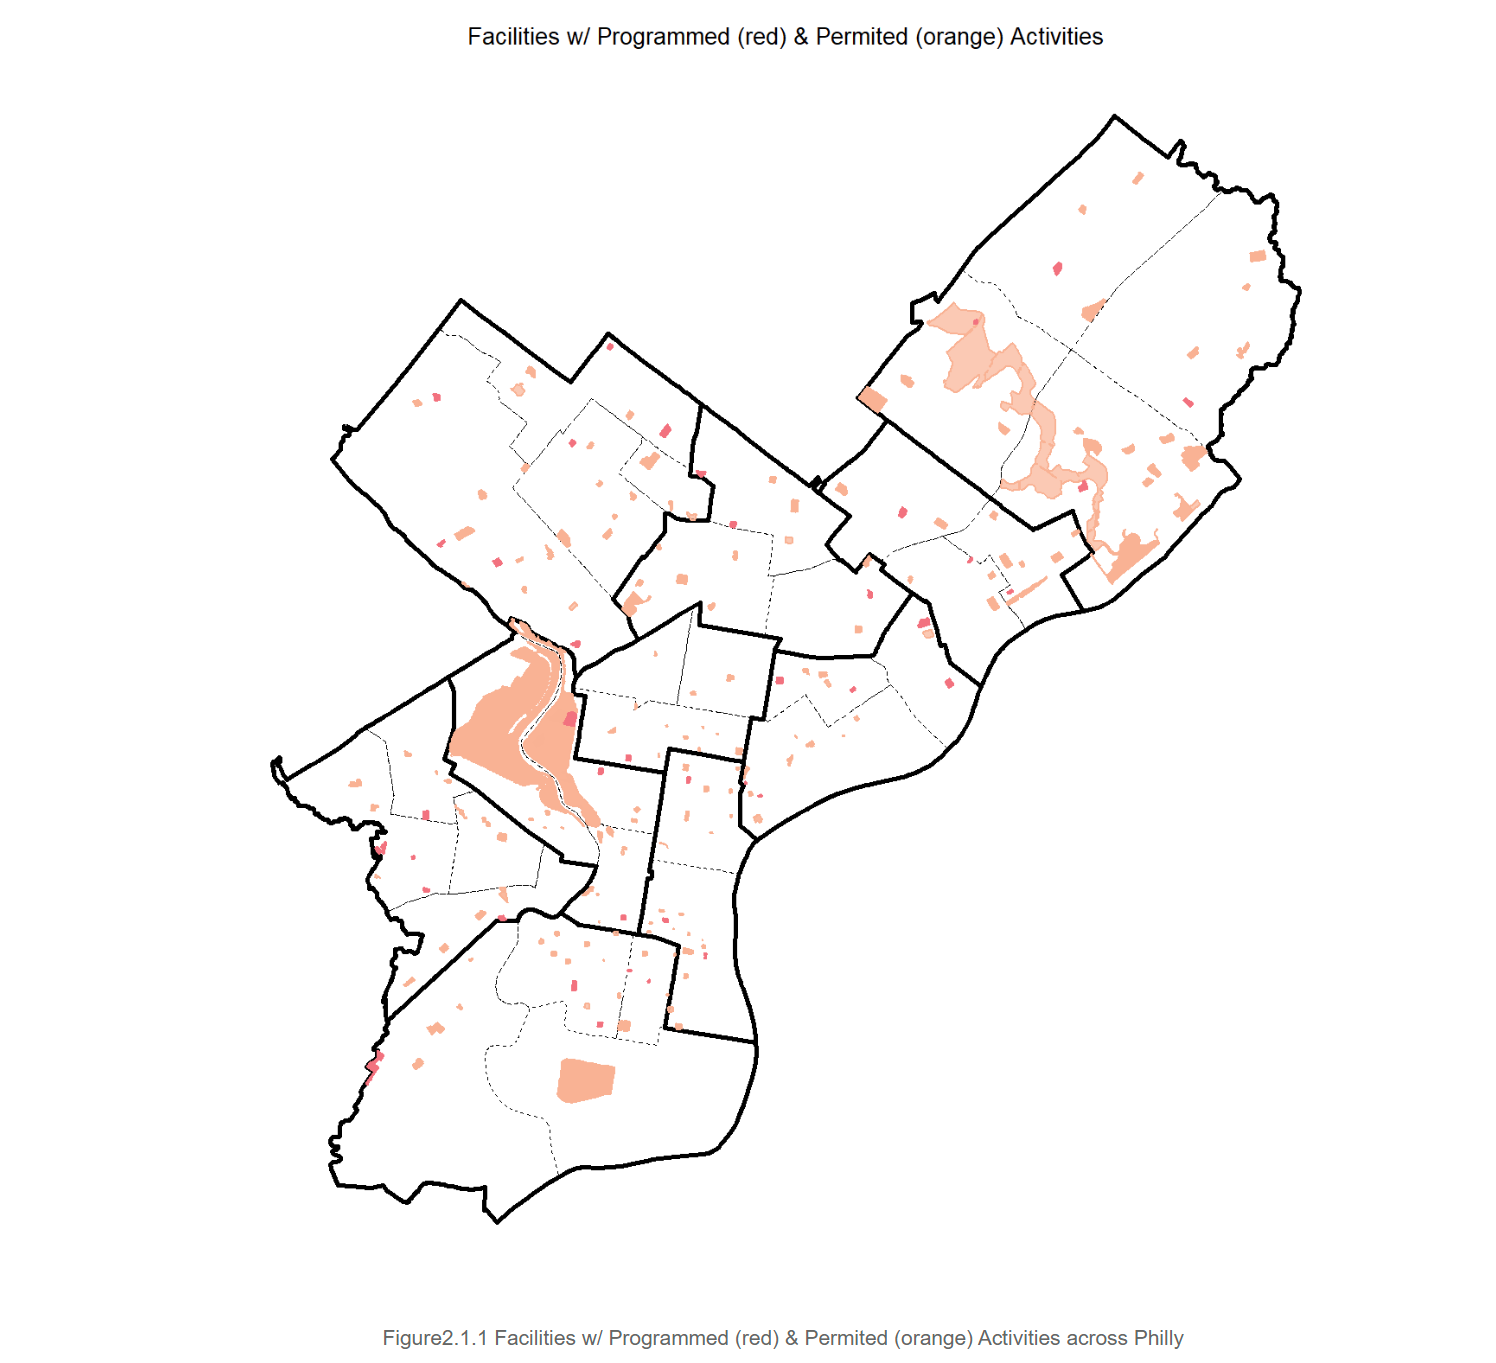 Facilities w/ Programmed (red) & Permited (orange) Activities
Figure2.1.1 Facilities w/ Programmed (red) & Permited (orange) Activities across Philly